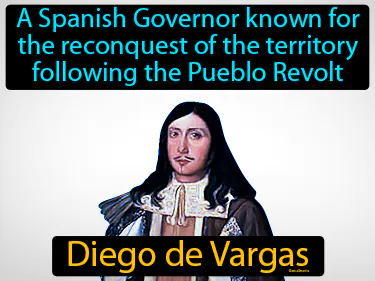 A Spanish Governor known for
the reconquest of the territory
following the Pueblo Revolt
Diego de Vargas